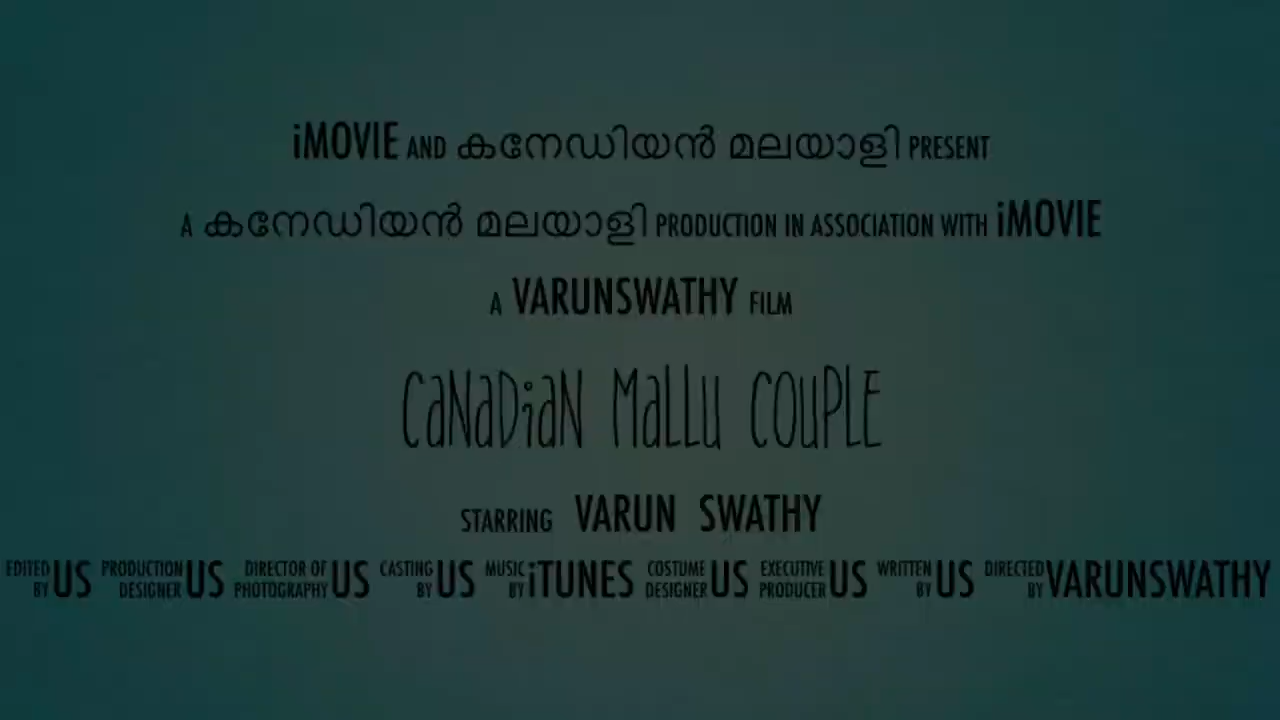 iMOVIE AND കനേഡിയൻ മലയാളി PRESENT
A കനേഡിയൻ മലയാളി PRODUCTION IN ASSOCIATION WITH iMOVIE
A VARUNSWATHY FILM
CaNaDiaN MaLLu COUPLE
STARRING VARUN SWATHY
EDITED BY US PRODUCTION DESIGNER US DIRECTOR OF PHOTOGRAPHY US CASTING BY US MUSIC BY iTUNES COSTUME DESIGNER US EXECUTIVE PRODUCER US WRITTEN BY US DIRECTED BY VARUNSWATHY